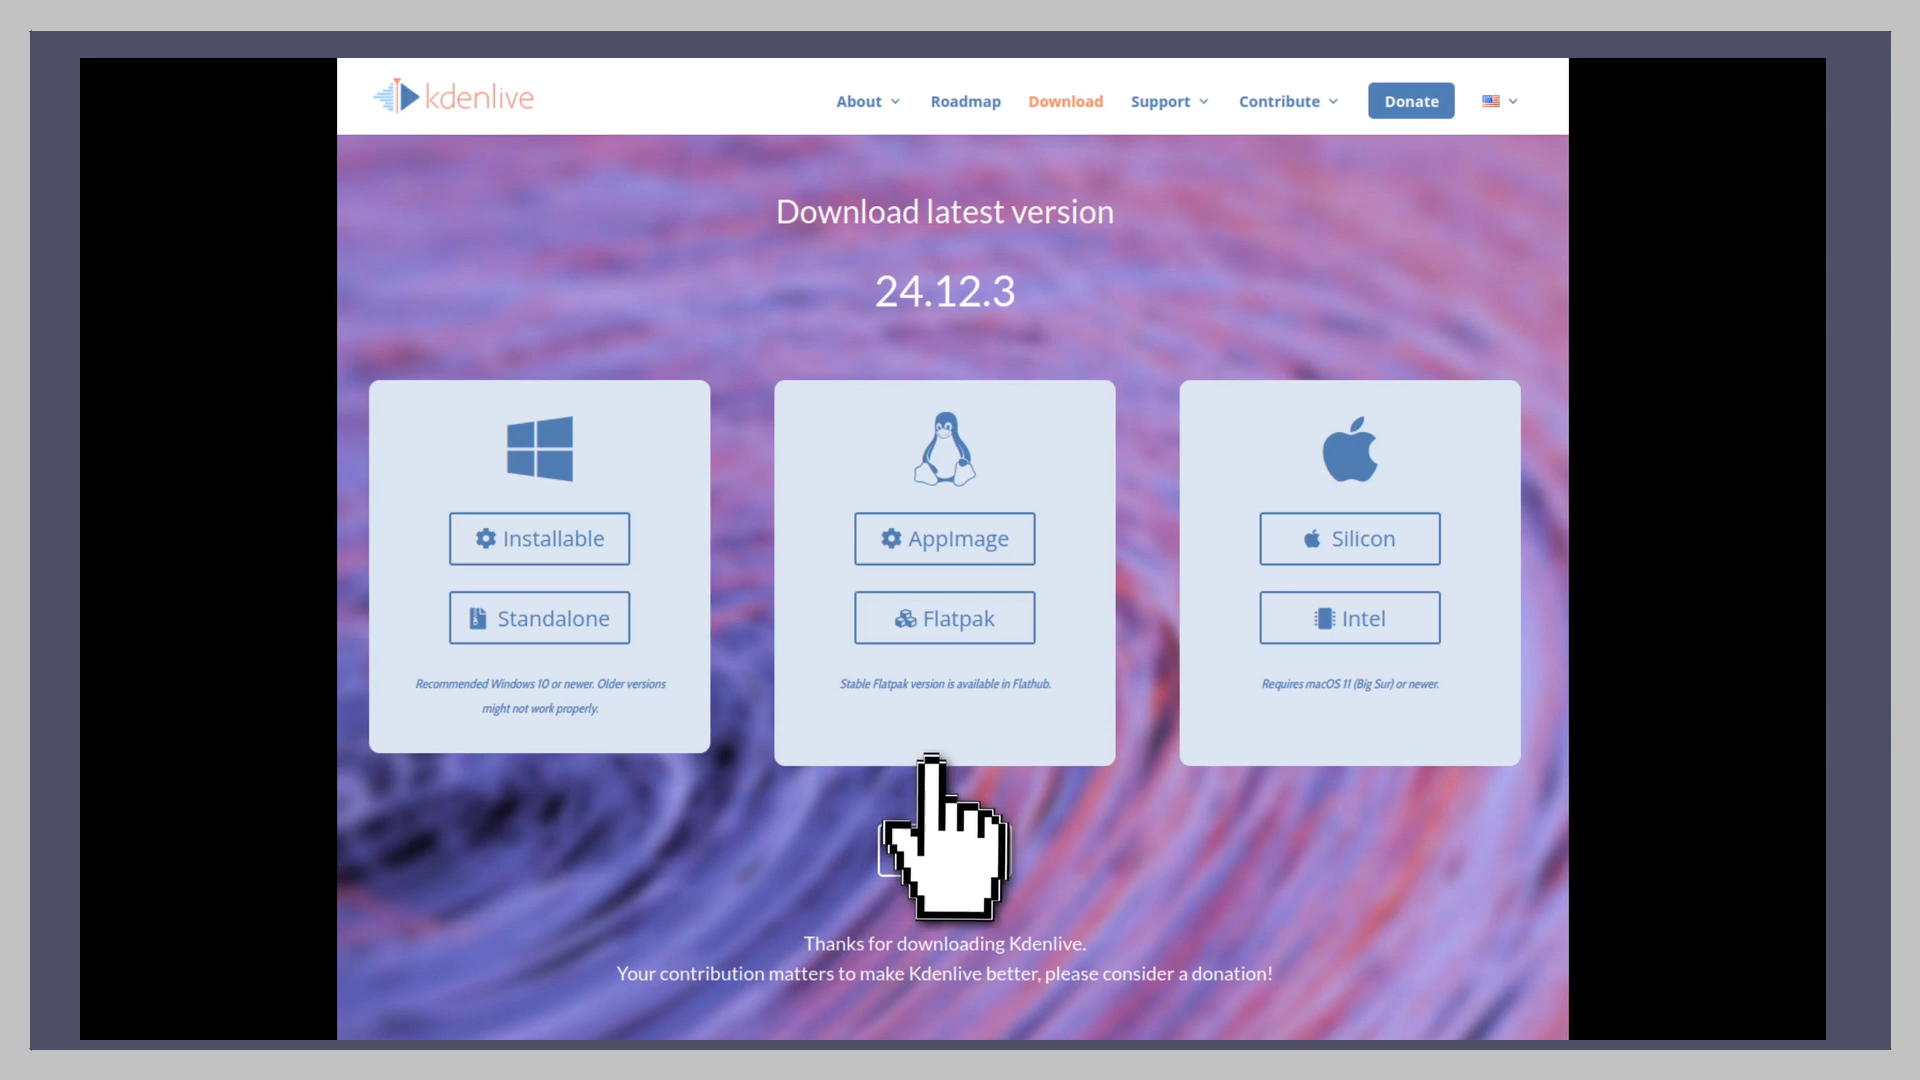 kdenlive
About
Roadmap
Download
Support
Contribute
Donate
Download latest version
24.12.3
Installable
Standalone
Recommended Windows 10 or newer. Older versions
might not work properly.
AppImage
Flatpak
Stable Flatpak version is available in Flathub.
Silicon
Intel
Requires macOS 11 (Big Sur) or newer.
Thanks for downloading Kdenlive.
Your contribution matters to make Kdenlive better, please consider a donation!